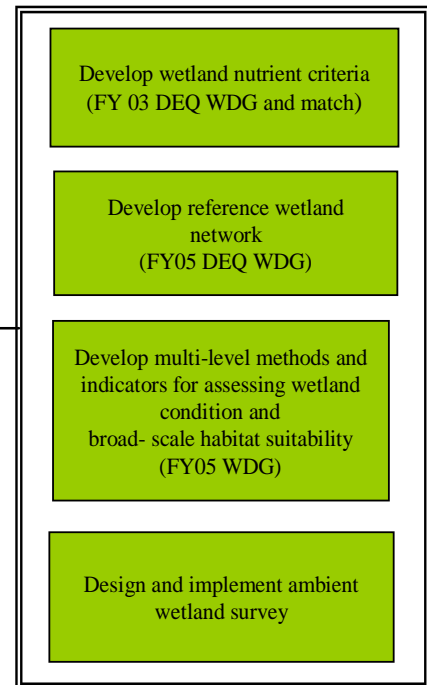 Develop wetland nutrient criteria
(FY 03 DEQ WDG and match)
Develop reference wetland
network
(FY05 DEQ WDG)
Develop multi-level methods and
indicators for assessing wetland
condition and
broad- scale habitat suitability
(FY05 WDG)
Design and implement ambient
wetland survey